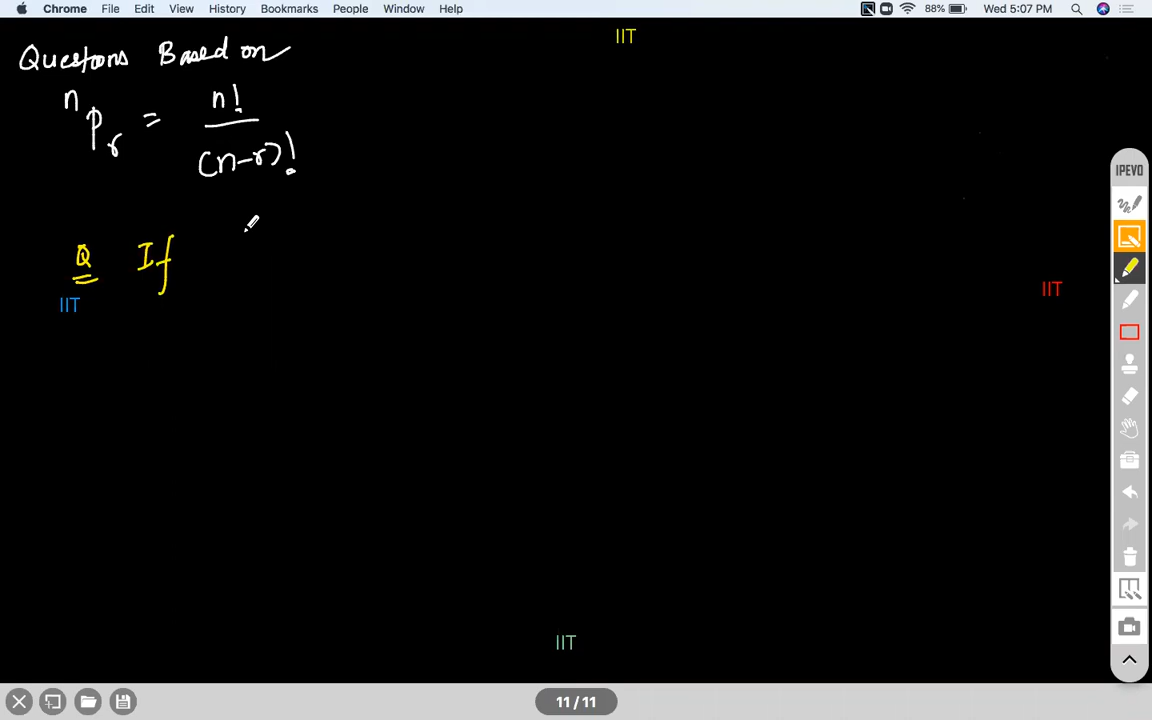 Chrome File Edit View History Bookmarks People Window Help 88% Wed 5:07 PM
IIT
Questons Based on
nPr = n! / (n-r)!
IPEVO
Q If
IIT
IIT
IIT
11/11